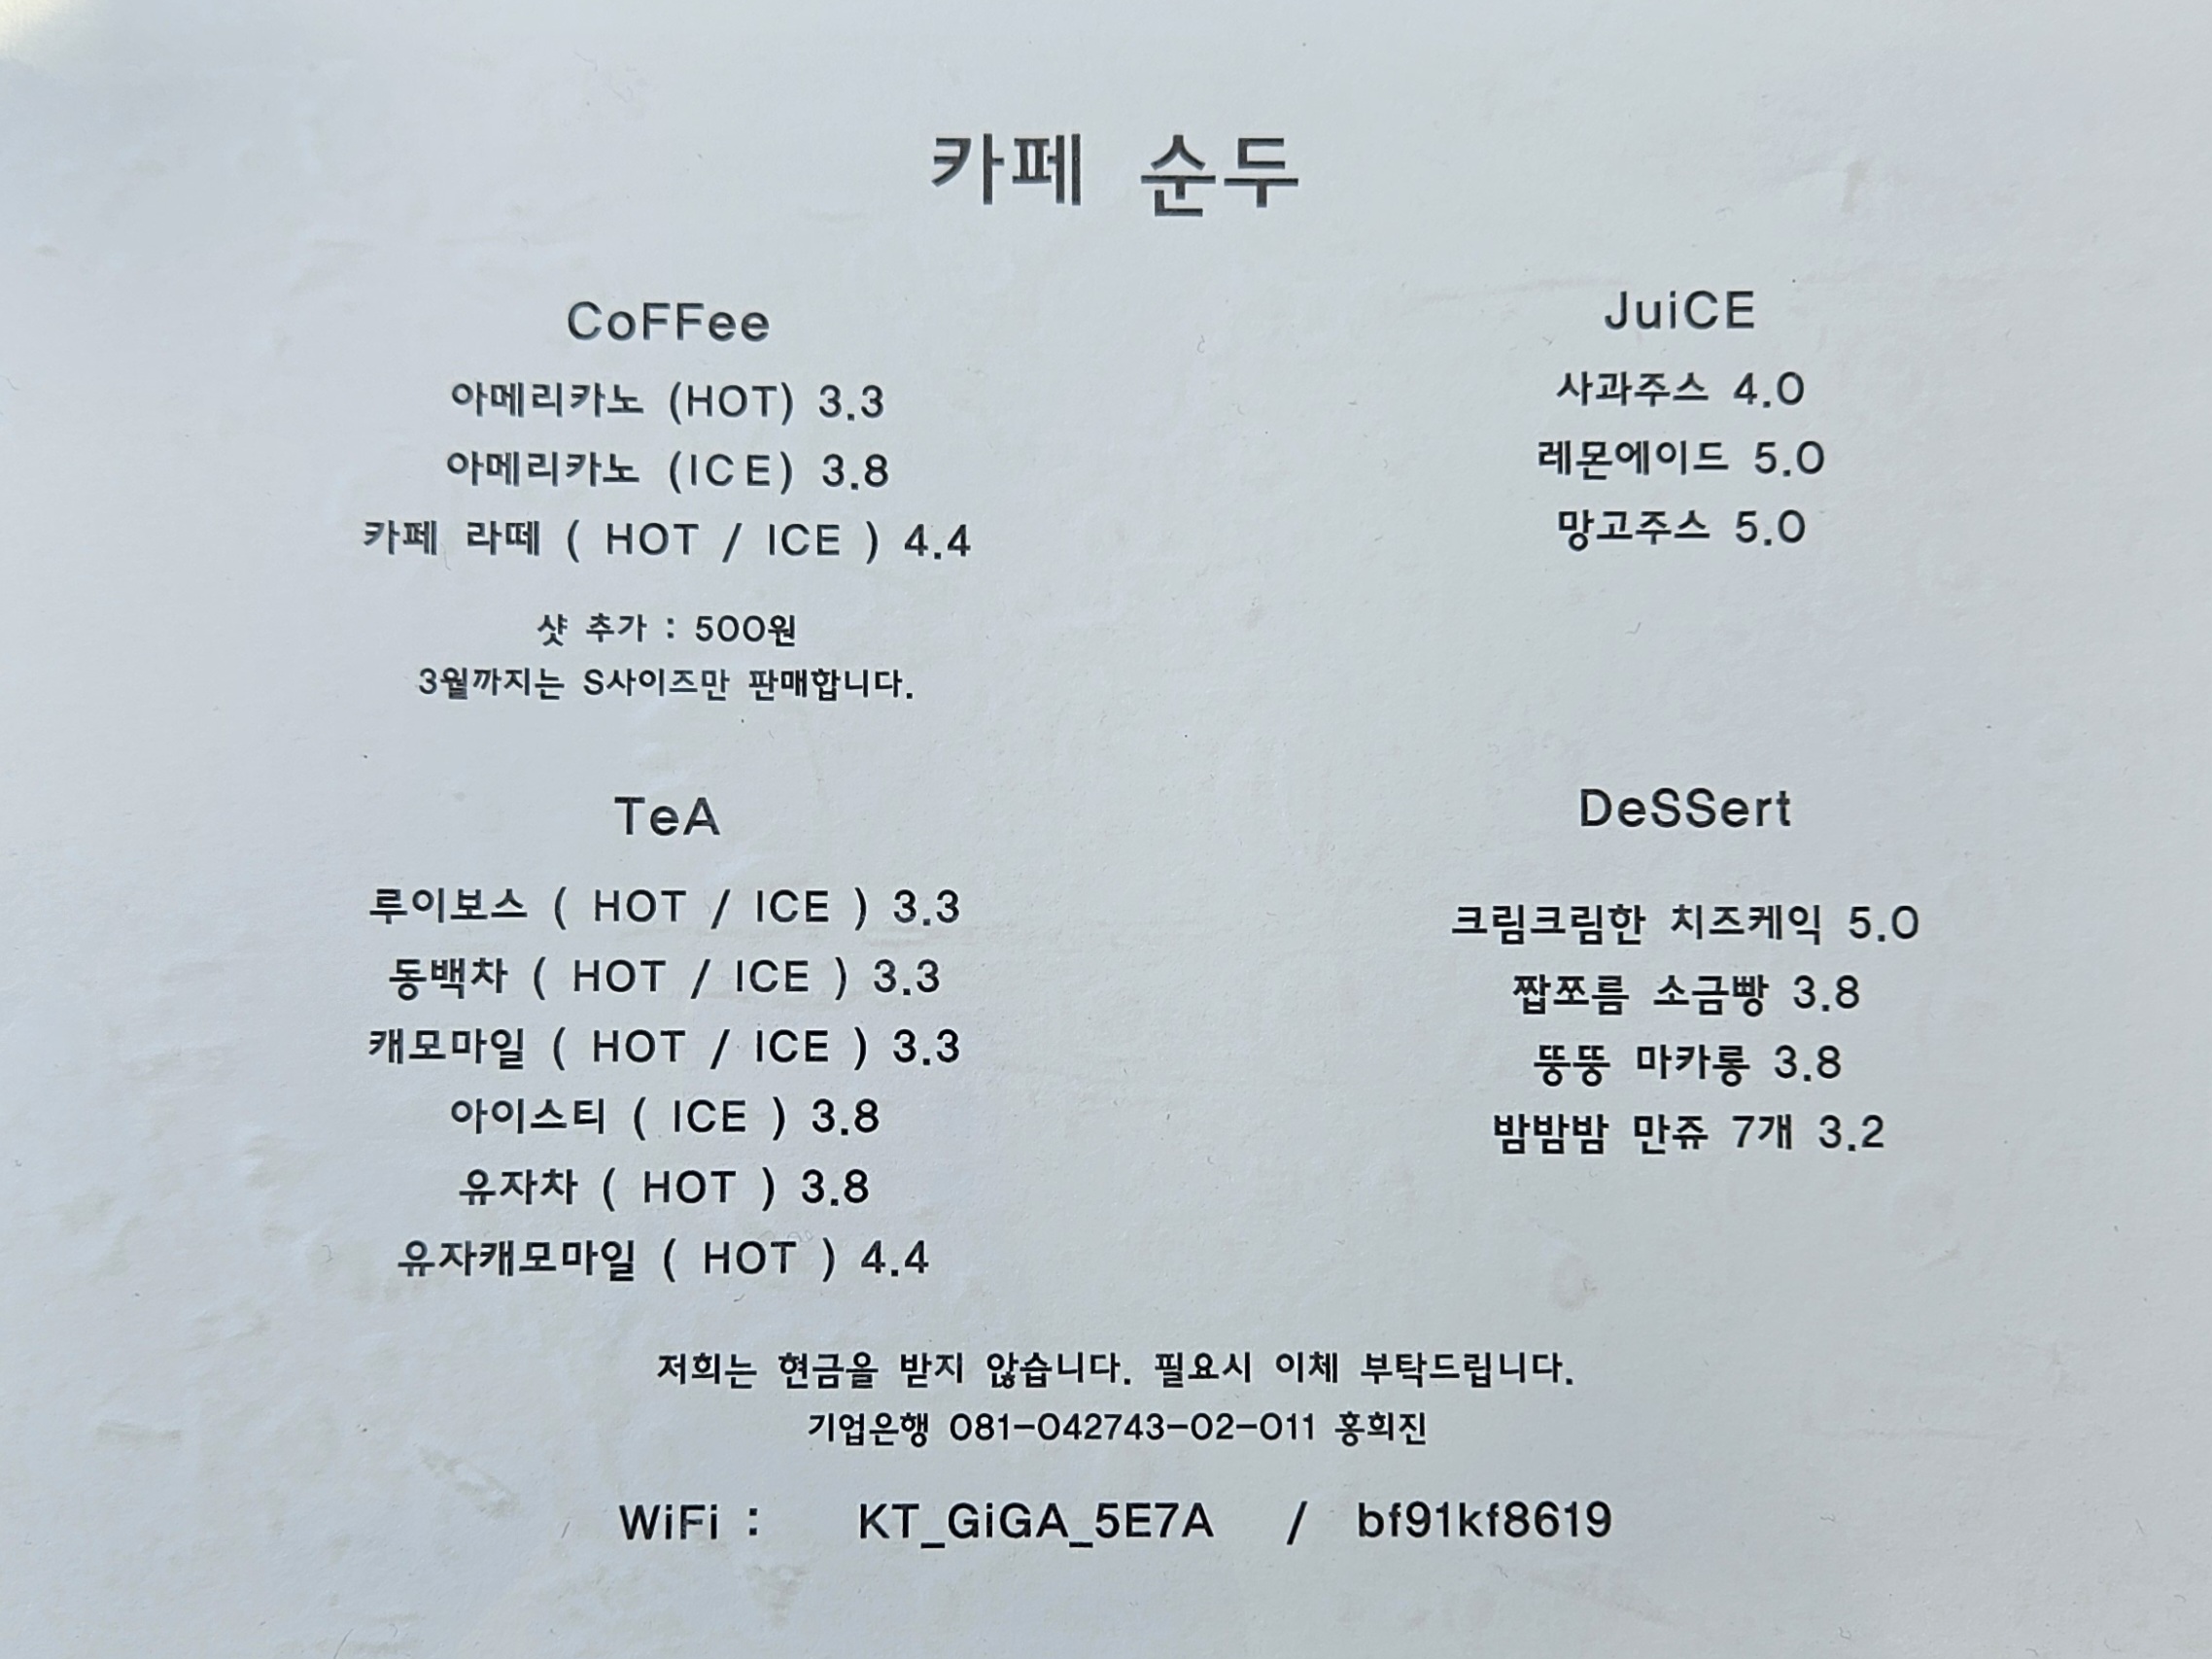 카페 순두
CoFFee
아메리카노 (HOT) 3.3
아메리카노 (ICE) 3.8
카페 라떼 ( HOT / ICE ) 4.4
샷 추가 : 500원
3월까지는 S사이즈만 판매합니다.
JuiCE
사과주스 4.0
레몬에이드 5.0
망고주스 5.0
TeA
루이보스 ( HOT / ICE ) 3.3
동백차 ( HOT / ICE ) 3.3
캐모마일 ( HOT / ICE ) 3.3
아이스티 ( ICE ) 3.8
유자차 ( HOT ) 3.8
유자캐모마일 ( HOT ) 4.4
DeSSert
크림크림한 치즈케익 5.0
짭쪼름 소금빵 3.8
뚱뚱 마카롱 3.8
밤밤밤 만쥬 7개 3.2
저희는 현금을 받지 않습니다. 필요시 이체 부탁드립니다.
기업은행 081-042743-02-011 홍희진
WiFi : KT_GiGA_5E7A / bf91kf8619